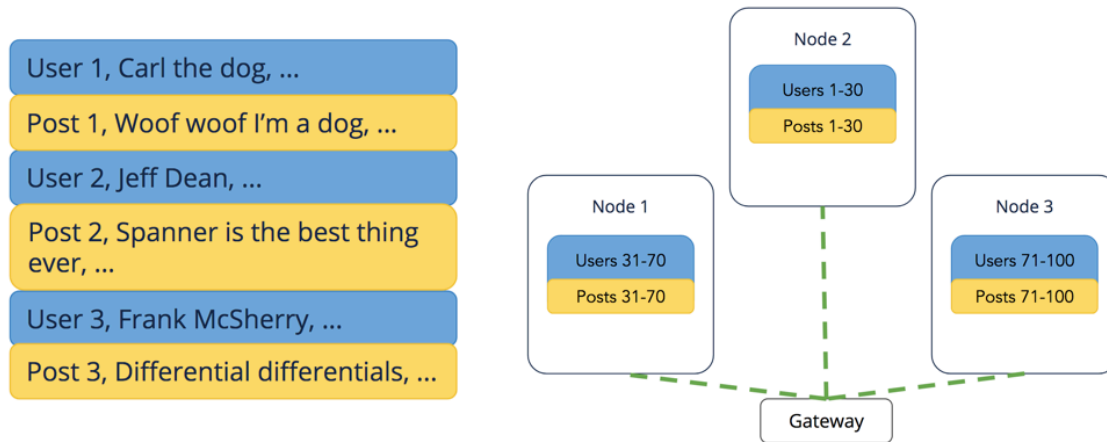 User 1, Carl the dog, ...
Post 1, Woof woof I'm a dog, ...
User 2, Jeff Dean, ...
Post 2, Spanner is the best thing
ever, ...
User 3, Frank McSherry, ...
Post 3, Differential differentials, ...
Node 2
Users 1-30
Posts 1-30
Node 1
Users 31-70
Posts 31-70
Node 3
Users 71-100
Posts 71-100
Gateway